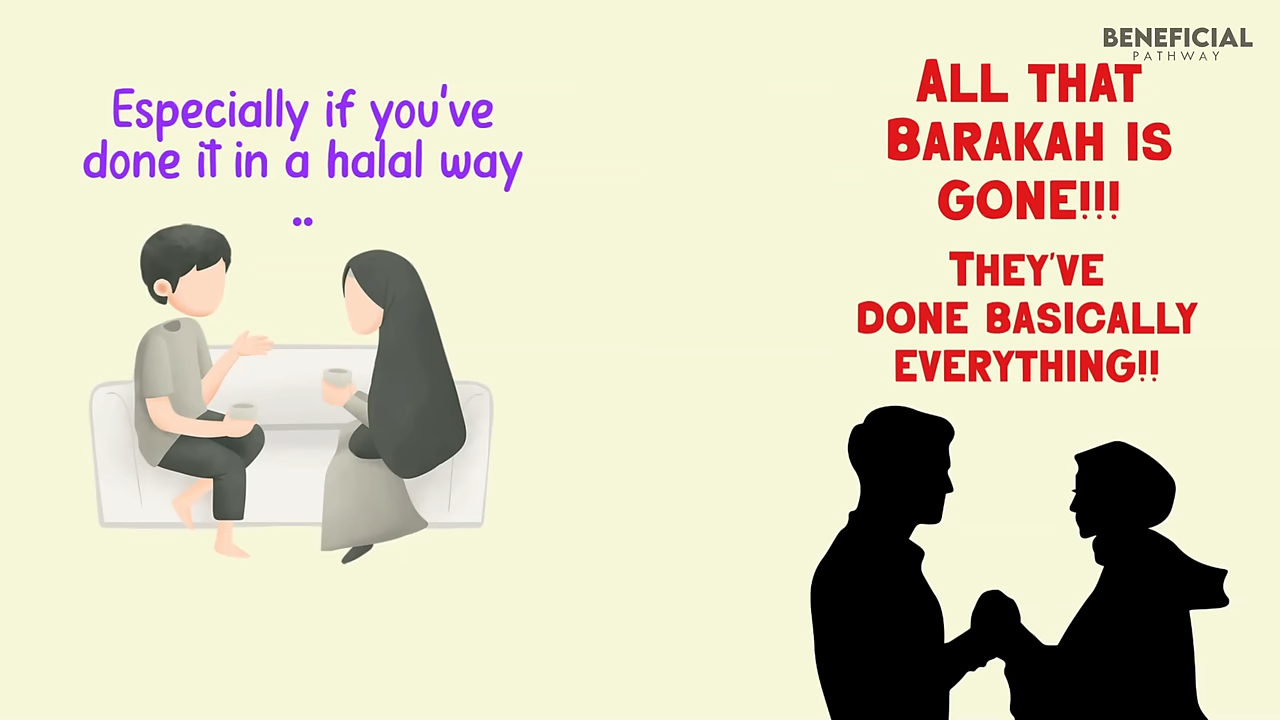 Especially if you've
done it in a halal way
..
BENEFICIAL
PATHWAY
ALL THAT
BARAKAH IS
GONE!!!
THEY'VE
DONE BASICALLY
EVERYTHING!!